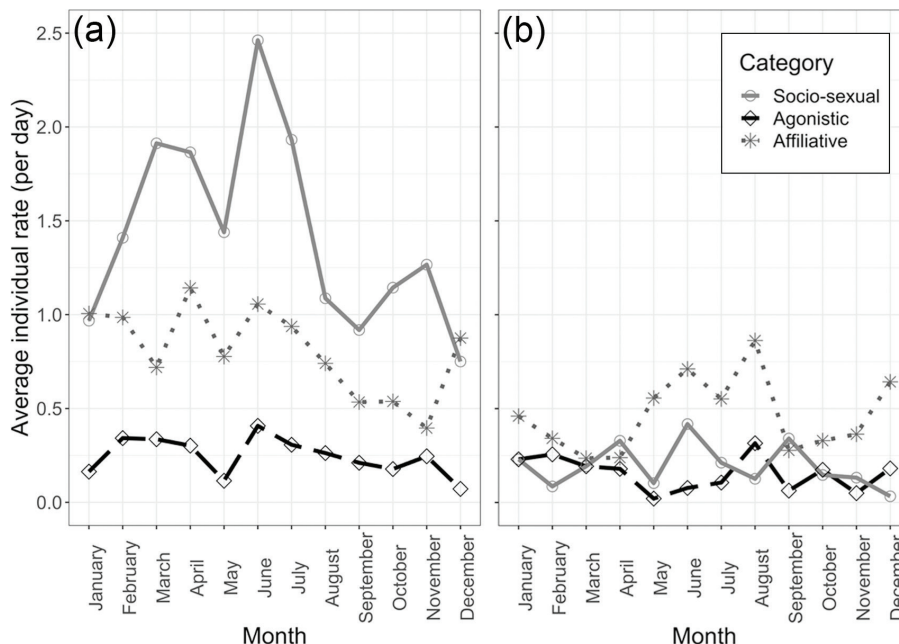 (a)
(b)
Average individual rate (per day)
2.5
2.0
1.5
1.0
0.5
0.0
Category
Socio-sexual
Agonistic
Affiliative
January
February
March
April
May
June
July
August
September
October
November
December
January
February
March
April
May
June
July
August
September
October
November
December
Month
Month